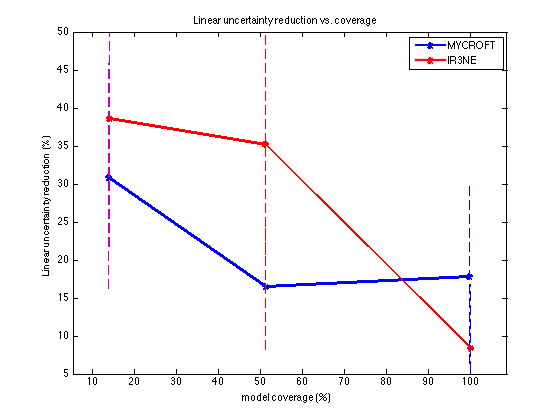 Linear uncertainty reduction vs. coverage
MYCROFT
IR3NE
Linear uncertainty reduction (%)
50
45
40
35
30
25
20
15
10
5
10 20 30 40 50 60 70 80 90 100
model coverage (%)